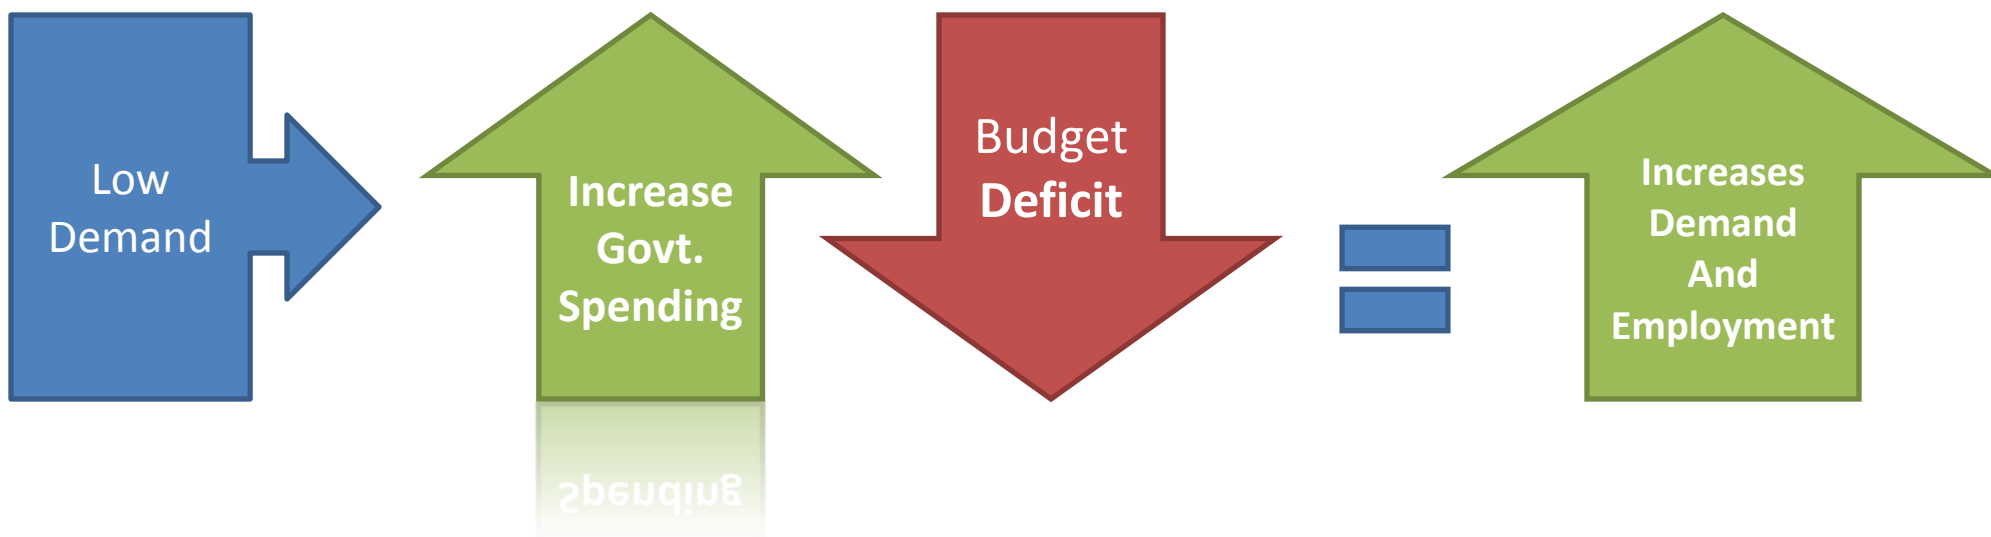 Low
Demand
Increase
Govt.
Spending
Budget
Deficit
Increases
Demand
And
Employment